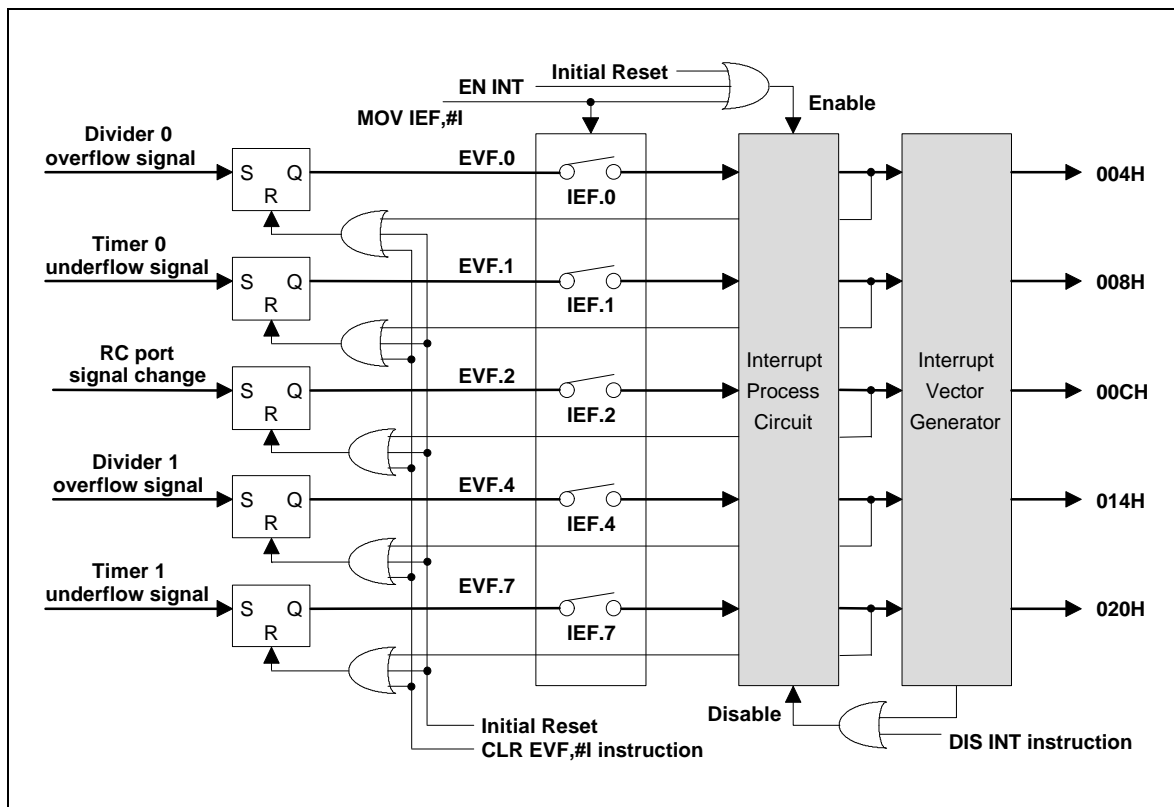 Initial Reset
EN INT
MOV IEF,#I
Enable
Divider 0
overflow signal
S Q
R
EVF.0
IEF.0
004H
Timer 0
underflow signal
S Q
R
EVF.1
IEF.1
008H
RC port
signal change
S Q
R
EVF.2
IEF.2
Interrupt
Process
Circuit
Interrupt
Vector
Generator
00CH
Divider 1
overflow signal
S Q
R
EVF.4
IEF.4
014H
Timer 1
underflow signal
S Q
R
EVF.7
IEF.7
020H
Disable
Initial Reset
CLR EVF,#I instruction
DIS INT instruction